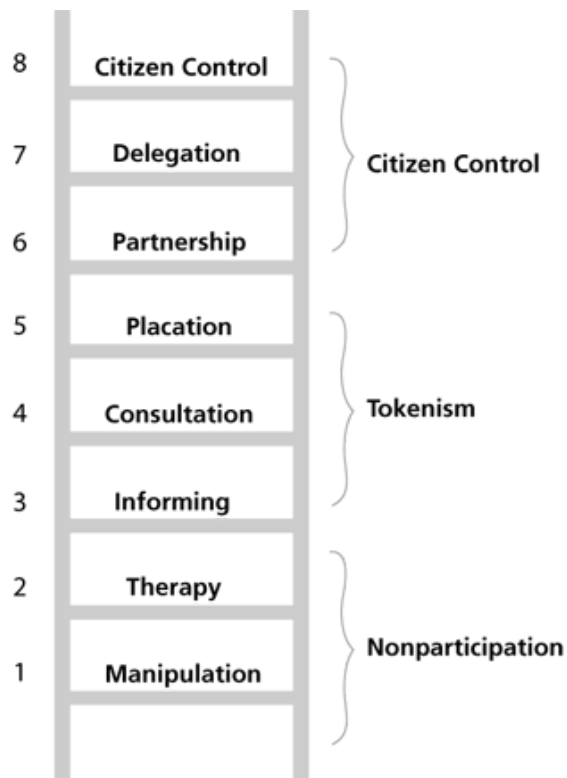 8 Citizen Control
7 Delegation
Citizen Control
6 Partnership
5 Placation
4 Consultation
Tokenism
3 Informing
2 Therapy
Nonparticipation
1 Manipulation